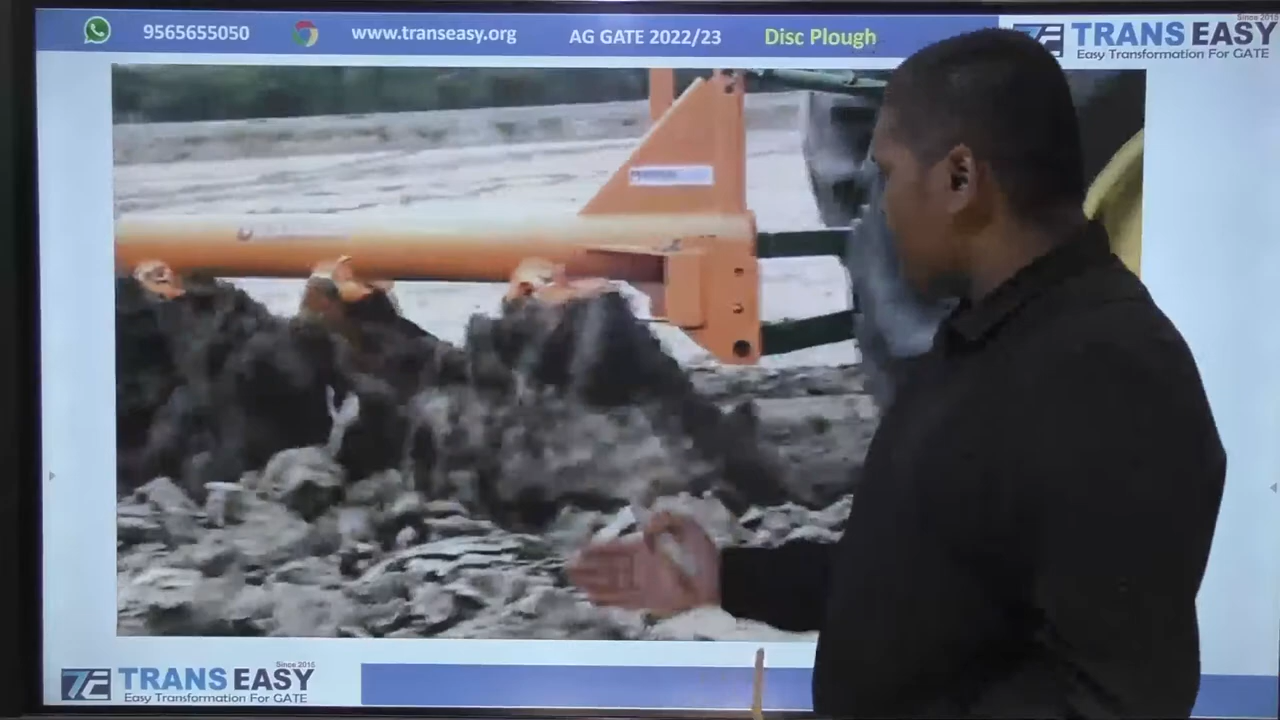 9565655050 www.transeasy.org AG GATE 2022/23 Disc Plough
Since 2015
TRANS EASY
Easy Transformation For GATE
Since 2015
TRANS EASY
Easy Transformation For GATE